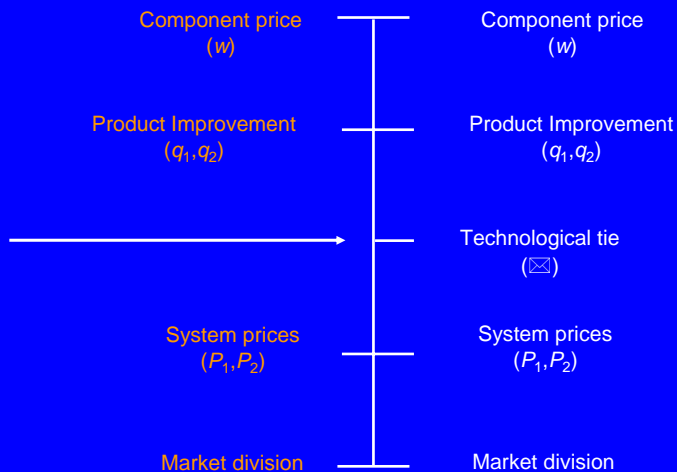 Component price
(w)
Component price
(w)
Product Improvement
(q₁,q₂)
Product Improvement
(q₁,q₂)
Technological tie
(✉)
System prices
(P₁,P₂)
System prices
(P₁,P₂)
Market division
Market division